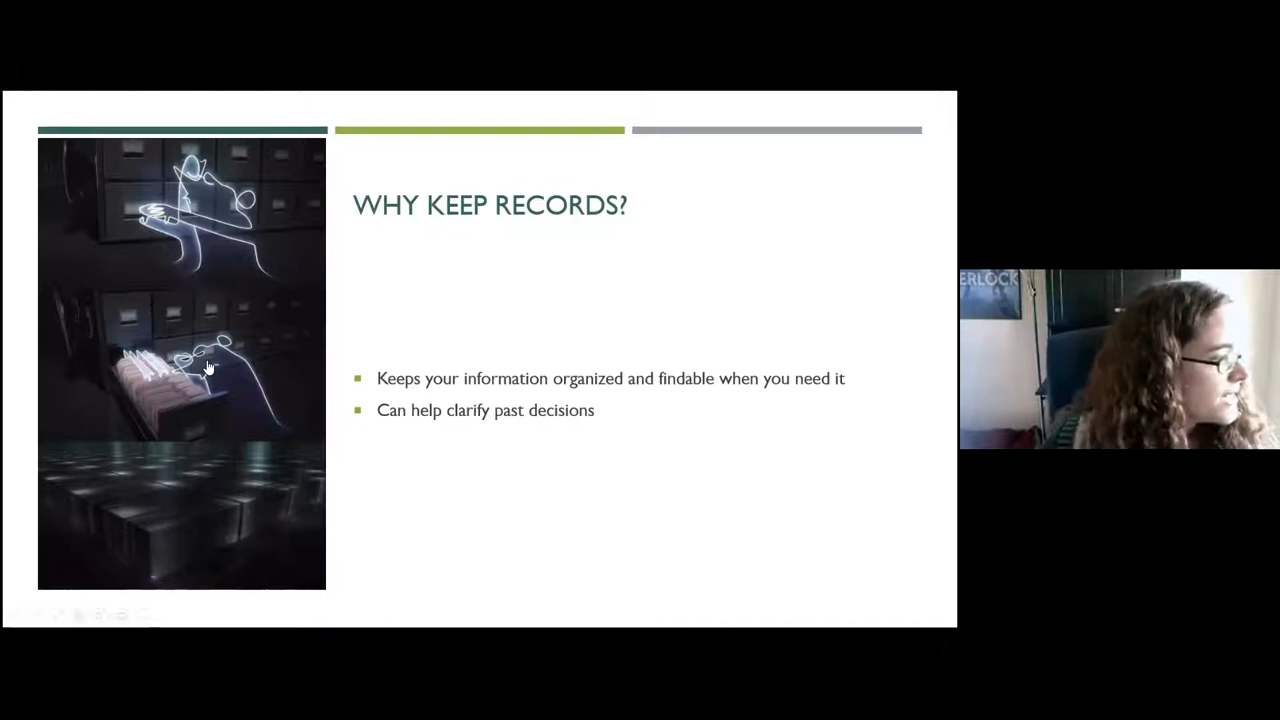 WHY KEEP RECORDS?
Keeps your information organized and findable when you need it
Can help clarify past decisions
ERLOCK